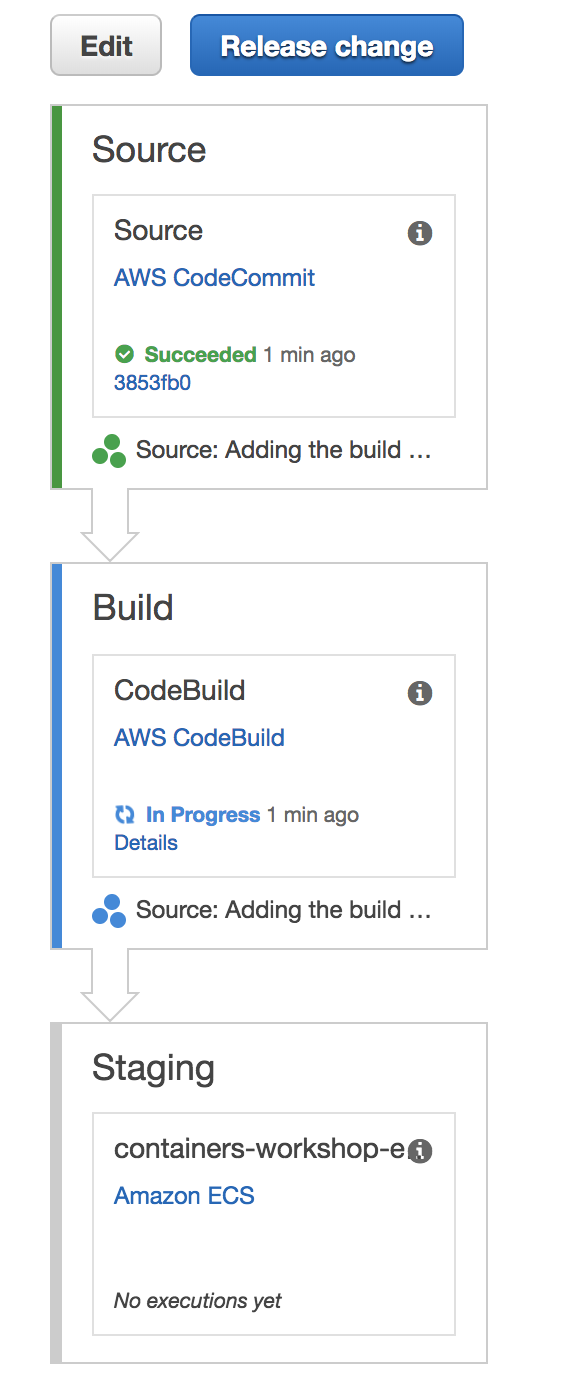 Edit
Release change
Source
Source
AWS CodeCommit
Succeeded 1 min ago
3853fb0
Source: Adding the build ...
Build
CodeBuild
AWS CodeBuild
In Progress 1 min ago
Details
Source: Adding the build ...
Staging
containers-workshop-e...
Amazon ECS
No executions yet